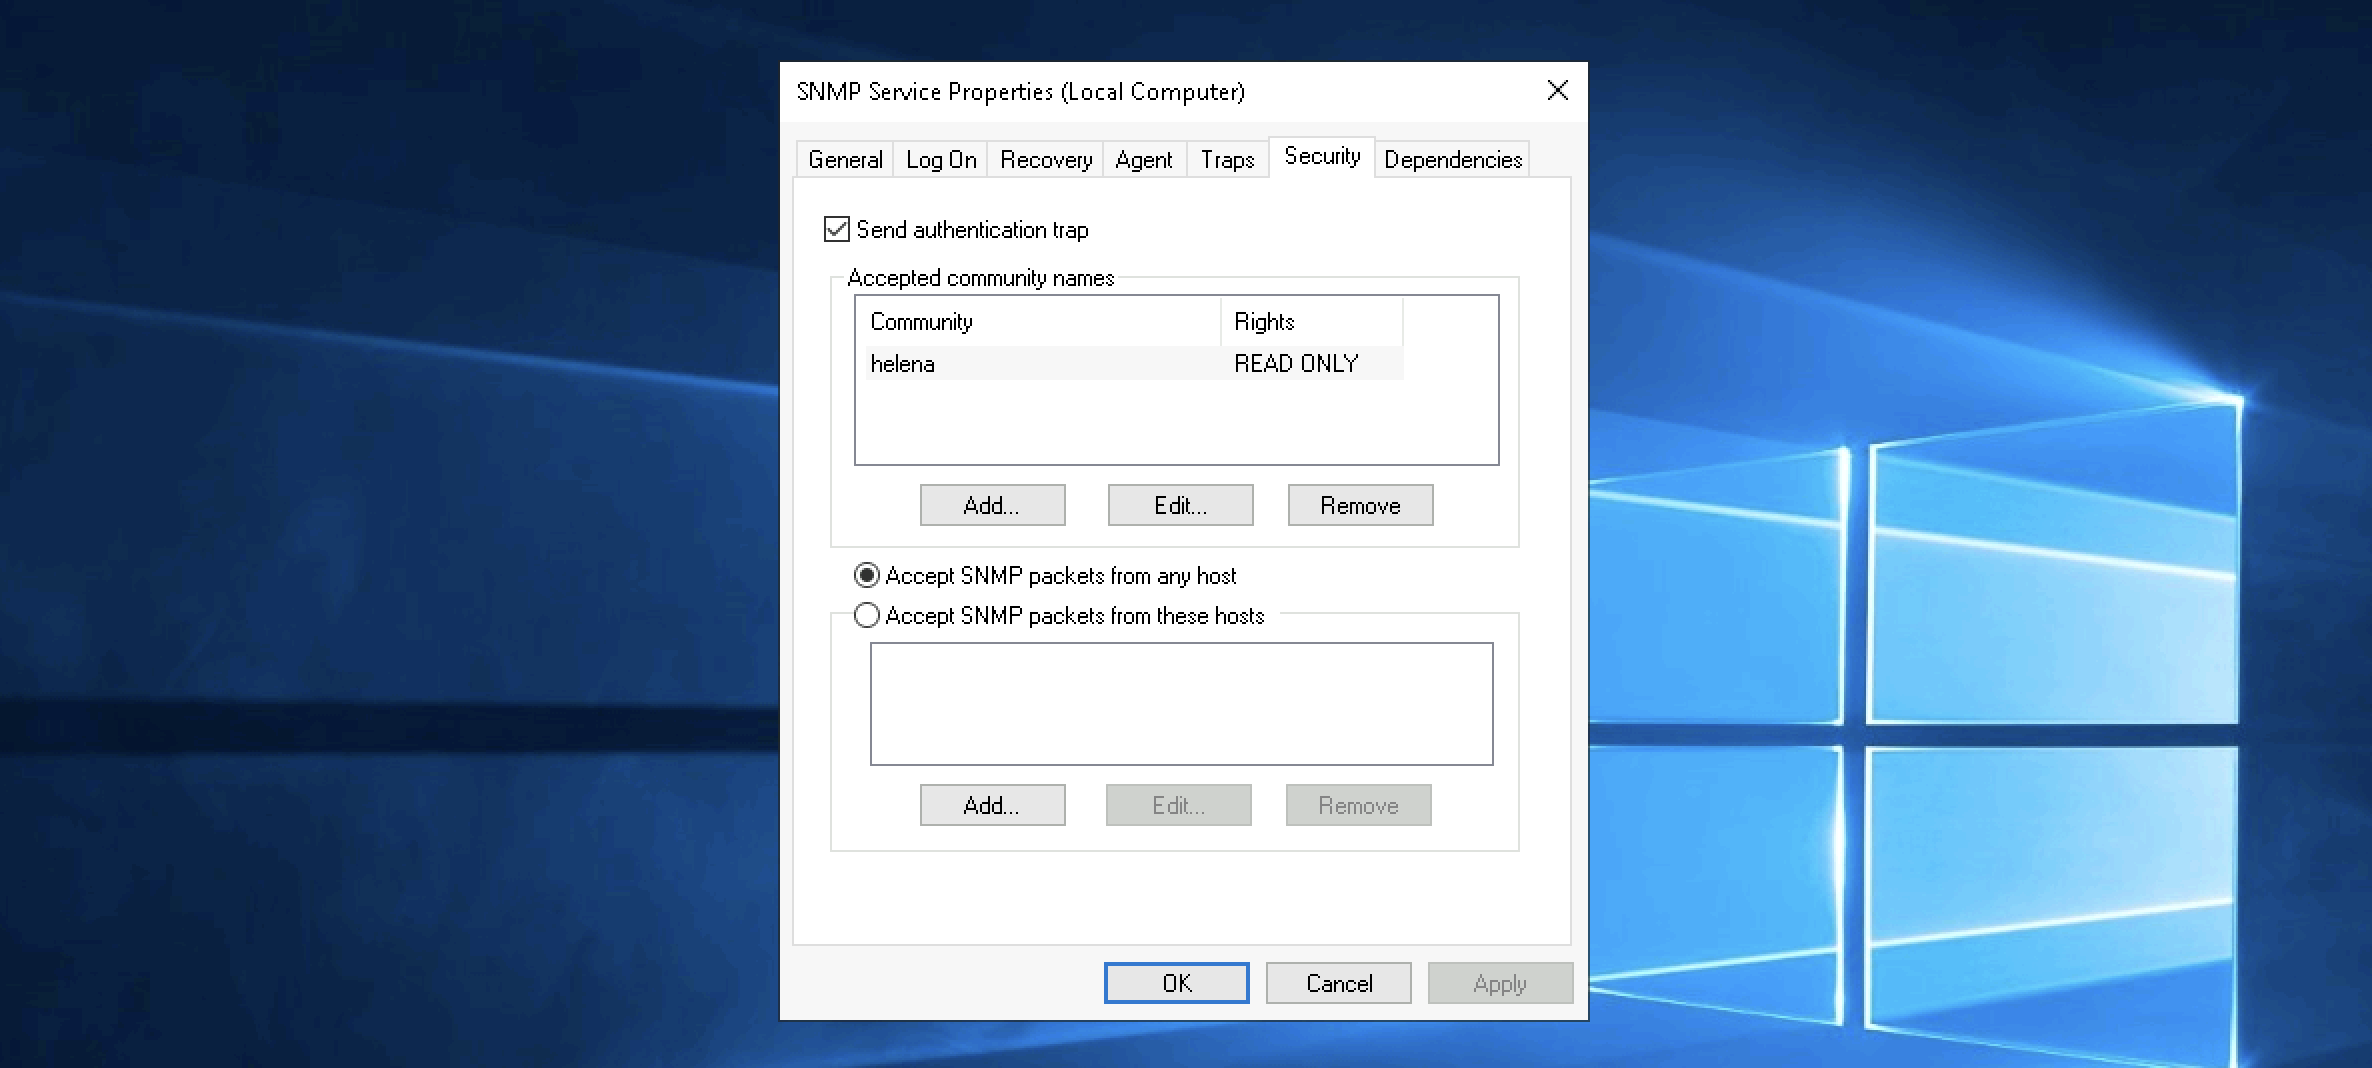 SNMP Service Properties (Local Computer)
General Log On Recovery Agent Traps Security Dependencies
Send authentication trap
Accepted community names
Community Rights
helena READ ONLY
Add... Edit... Remove
Accept SNMP packets from any host
Accept SNMP packets from these hosts
Add... Edit... Remove
OK Cancel Apply